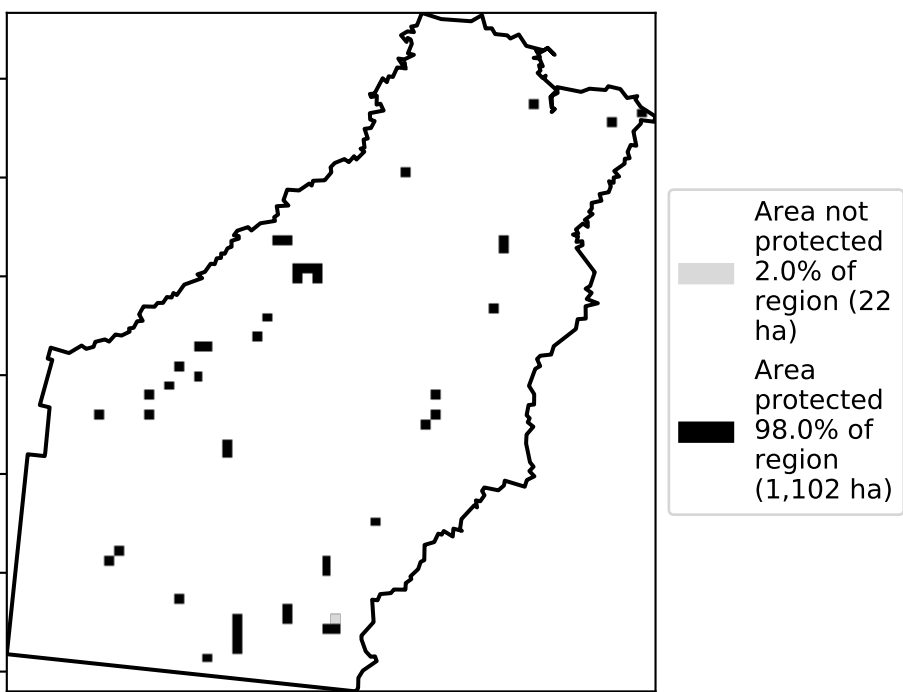 Area not
protected
2.0% of
region (22
ha)
Area
protected
98.0% of
region
(1,102 ha)